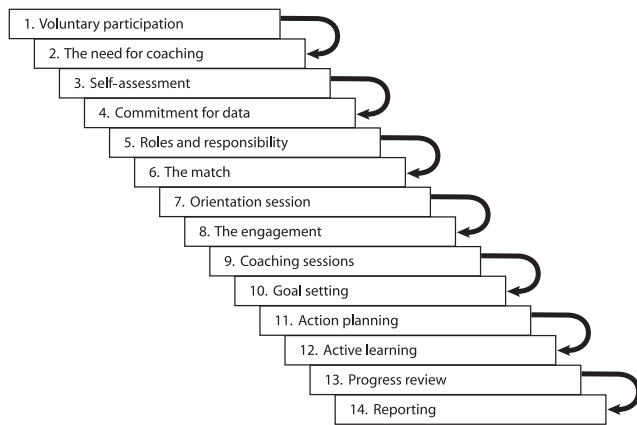 1. Voluntary participation
2. The need for coaching
3. Self-assessment
4. Commitment for data
5. Roles and responsibility
6. The match
7. Orientation session
8. The engagement
9. Coaching sessions
10. Goal setting
11. Action planning
12. Active learning
13. Progress review
14. Reporting